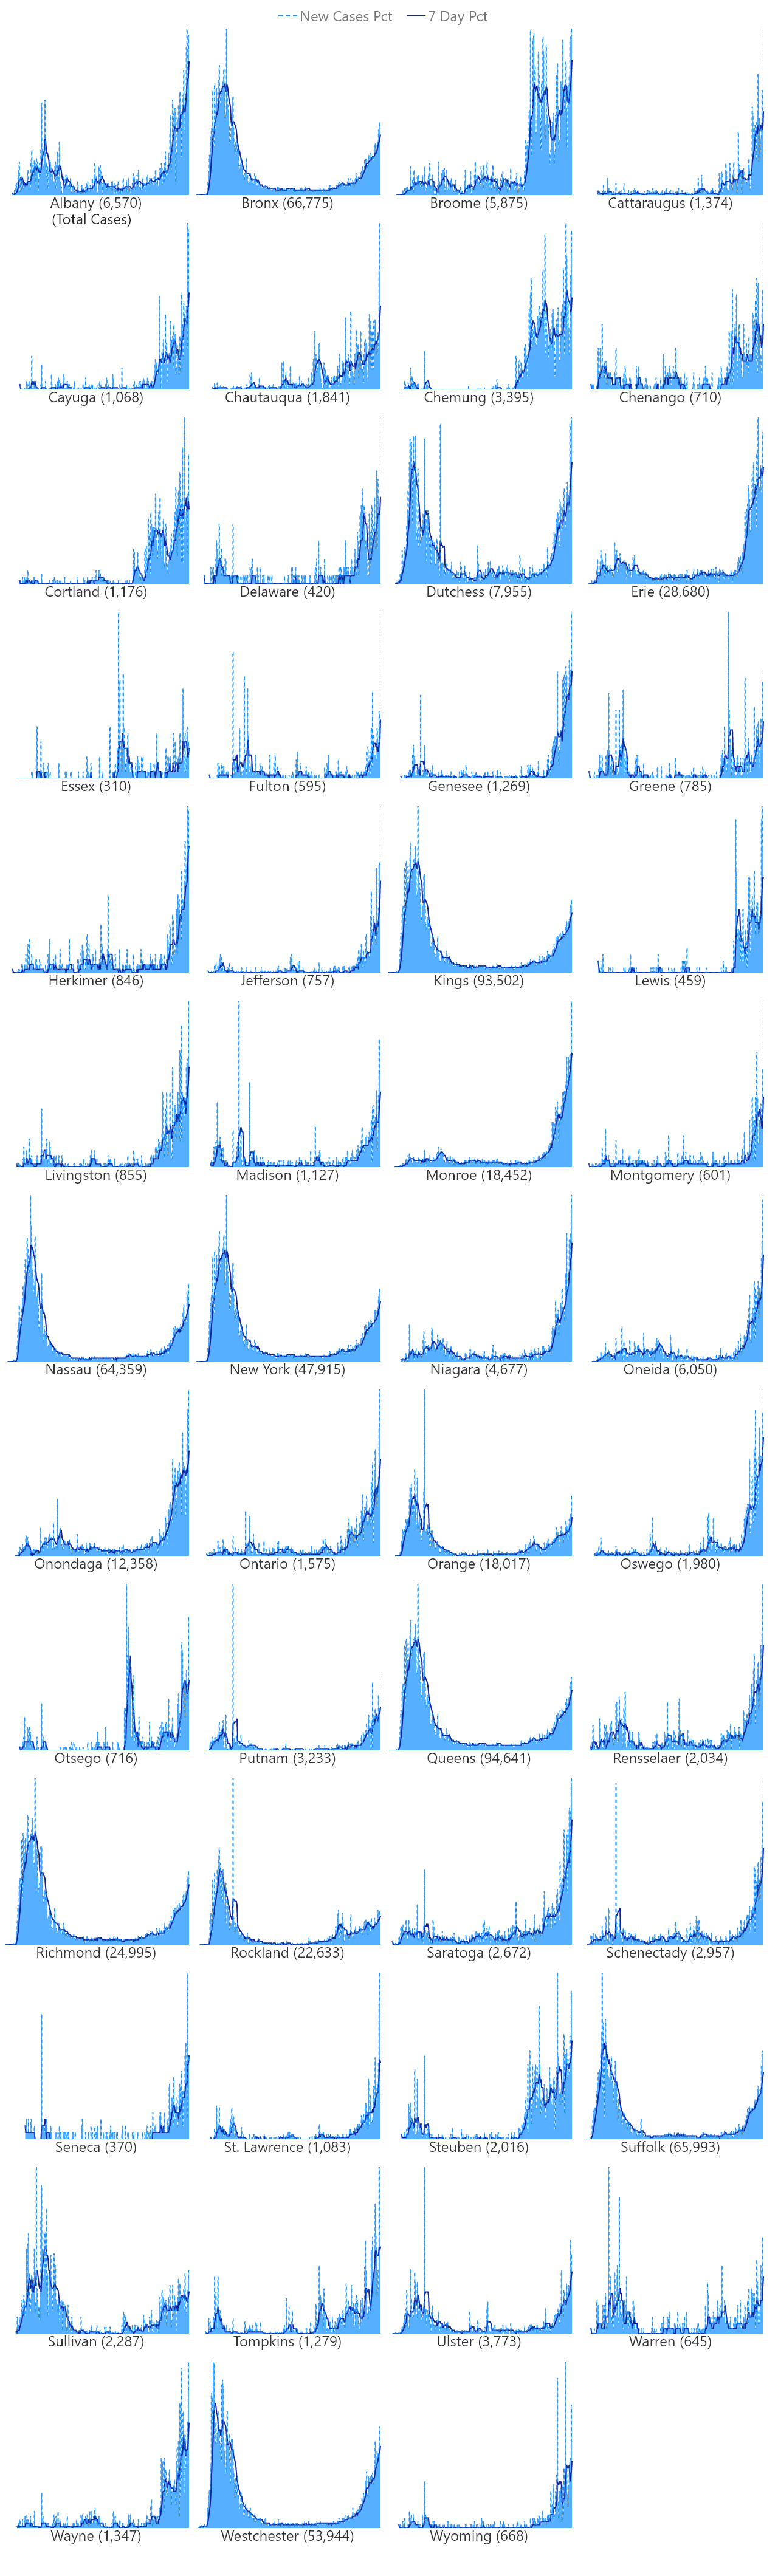 New Cases Pct 7 Day Pct
Albany (6,570) Bronx (66,775) Broome (5,875) Cattaraugus (1,374)
(Total Cases)
Cayuga (1,068) Chautauqua (1,841) Chemung (3,395) Chenango (710)
Cortland (1,176) Delaware (420) Dutchess (7,955) Erie (28,680)
Essex (310) Fulton (595) Genesee (1,269) Greene (785)
Herkimer (846) Jefferson (757) Kings (93,502) Lewis (459)
Livingston (855) Madison (1,127) Monroe (18,452) Montgomery (601)
Nassau (64,359) New York (47,915) Niagara (4,677) Oneida (6,050)
Onondaga (12,358) Ontario (1,575) Orange (18,017) Oswego (1,980)
Otsego (716) Putnam (3,233) Queens (94,641) Rensselaer (2,034)
Richmond (24,995) Rockland (22,633) Saratoga (2,672) Schenectady (2,957)
Seneca (370) St. Lawrence (1,083) Steuben (2,016) Suffolk (65,993)
Sullivan (2,287) Tompkins (1,279) Ulster (3,773) Warren (645)
Wayne (1,347) Westchester (53,944) Wyoming (668)